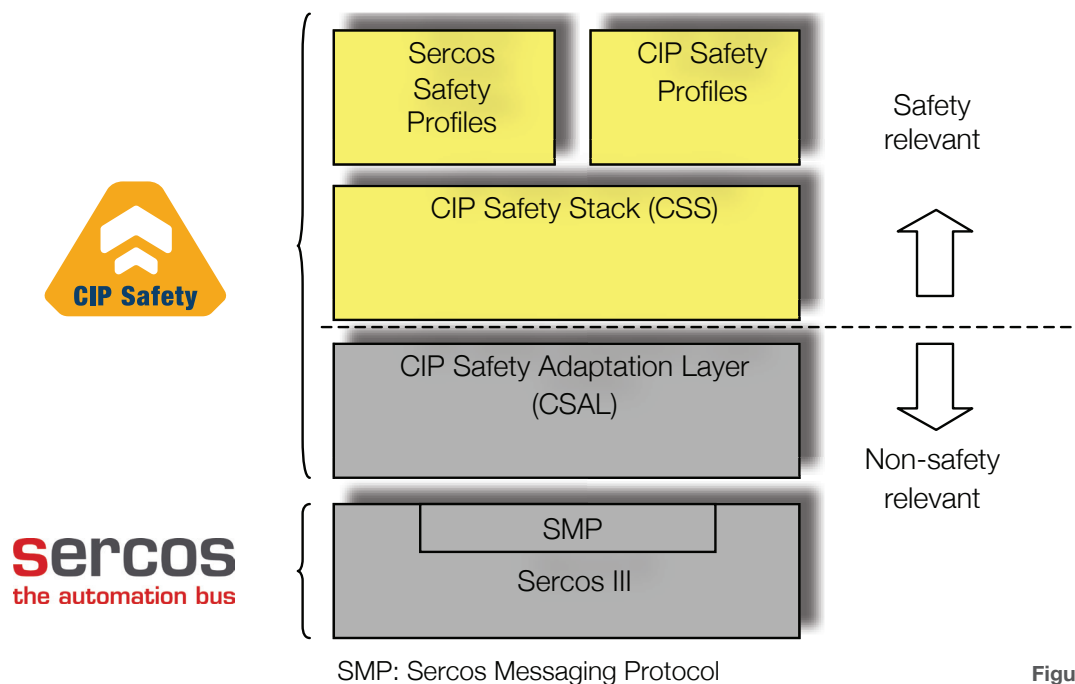 Sercos
Safety
Profiles
CIP Safety
Profiles
Safety
relevant
CIP Safety Stack (CSS)
CIP Safety
CIP Safety Adaptation Layer
(CSAL)
Non-safety
relevant
SMP
Sercos III
sercos
the automation bus
SMP: Sercos Messaging Protocol
Figu